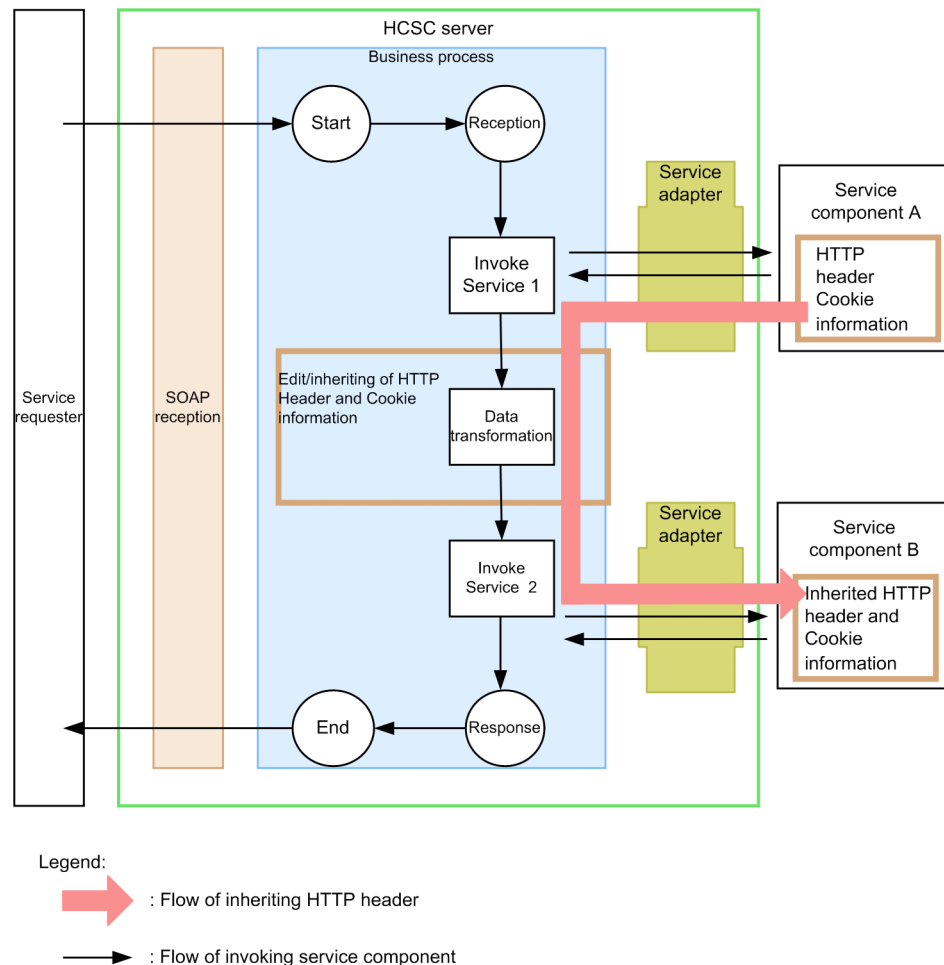 HCSC server
Business process
Start
Reception
Service
adapter
Service
component A
HTTP
header
Cookie
information
Invoke
Service 1
Edit/inheriting of HTTP
Header and Cookie
information
Data
transformation
Service
requester
SOAP
reception
Service
adapter
Service
component B
Inherited HTTP
header and
Cookie
information
Invoke
Service 2
End
Response
Legend:
: Flow of inheriting HTTP header
: Flow of invoking service component